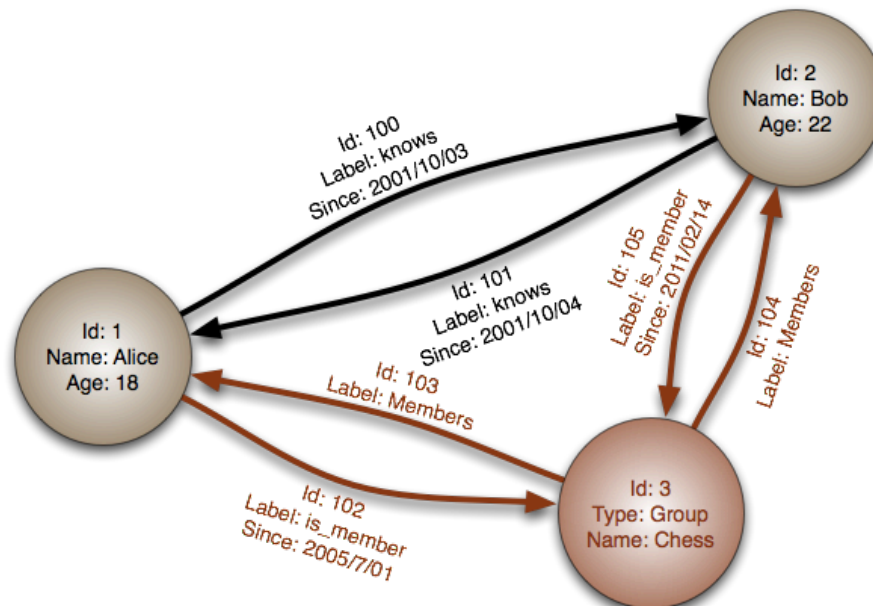 Id: 2
Name: Bob
Age: 22
Id: 100
Label: knows
Since: 2001/10/03
Id: 101
Label: knows
Since: 2001/10/04
Id: 105
Label: is_member
Since: 2011/02/14
Id: 104
Label: Members
Id: 1
Name: Alice
Age: 18
Id: 103
Label: Members
Id: 102
Label: is_member
Since: 2005/7/01
Id: 3
Type: Group
Name: Chess